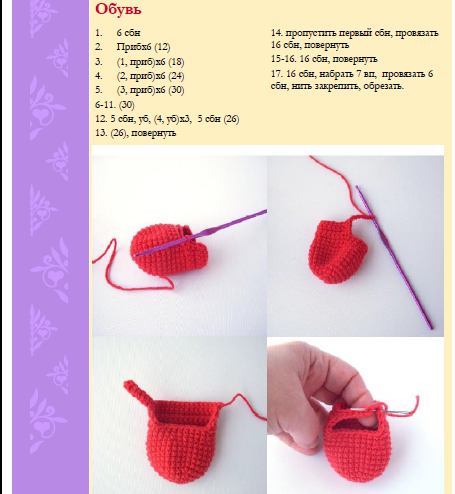 Обувь
1. 6 сбн
2. Прибх6 (12)
3. (1, приб)х6 (18)
4. (2, приб)х6 (24)
5. (3, приб)х6 (30)
6-11. (30)
12. 5 сбн, уб, (4, уб)х3, 5 сбн (26)
13. (26), повернуть
14. пропустить первый сбн, провязать
16 сбн, повернуть
15-16. 16 сбн, повернуть
17. 16 сбн, набрать 7 вп, провязать 6
сбн, нить закрепить, обрезать.